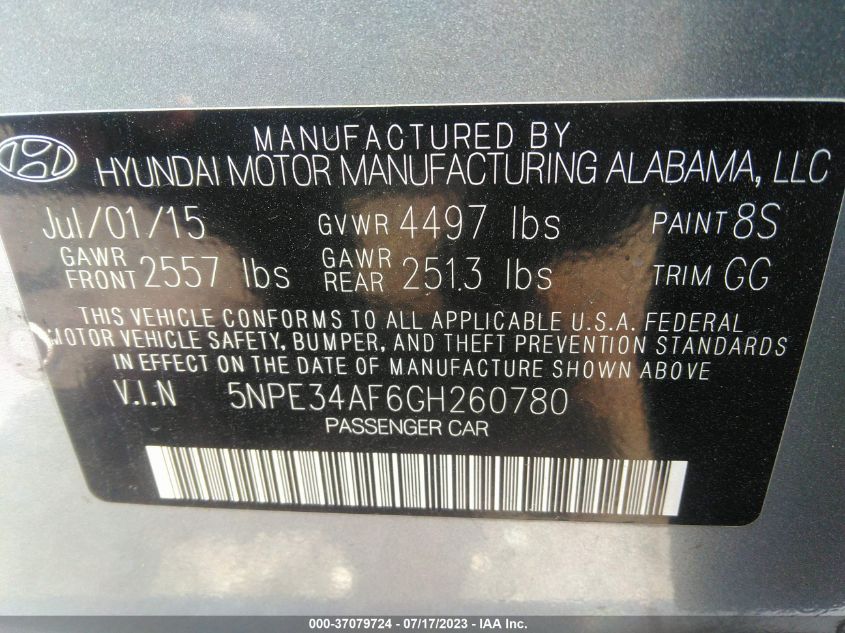 MANUFACTURED BY
HYUNDAI MOTOR MANUFACTURING ALABAMA, LLC
Jul/01/15 GVWR 4497 lbs PAINT 8S
GAWR FRONT 2557 lbs GAWR REAR 2513 lbs TRIM GG
THIS VEHICLE CONFORMS TO ALL APPLICABLE U.S.A. FEDERAL
MOTOR VEHICLE SAFETY, BUMPER, AND THEFT PREVENTION STANDARDS
IN EFFECT ON THE DATE OF MANUFACTURE SHOWN ABOVE
V.I.N 5NPE34AF6GH260780
PASSENGER CAR
000-37079724 - 07/17/2023 - IAA Inc.